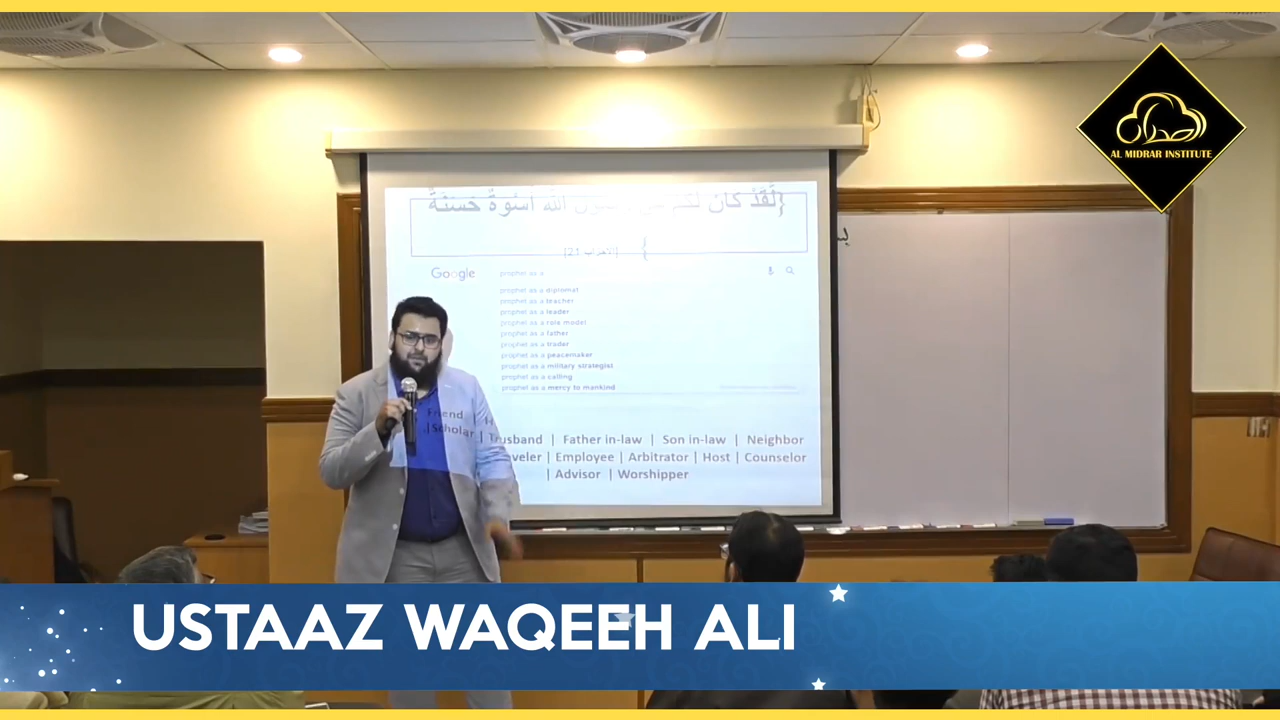 AL MIDRAR INSTITUTE
{لَّقَدْ كَانَ لَكُمْ فِي رَسُولِ اللَّهِ أُسْوَةٌ حَسَنَةٌ
}
[الأحزاب 21]
Google prophet as a
prophet as a diplomat
prophet as a teacher
prophet as a leader
prophet as a role model
prophet as a father
prophet as a trader
prophet as a peacemaker
prophet as a military strategist
prophet as a calling
prophet as a mercy to mankind
Friend |
| Father in-law | Son in-law | Neighbor
|Scholar |
| Employee | Arbitrator | Host | Counselor
| Advisor | Worshipper
USTAAZ WAQEEH ALI